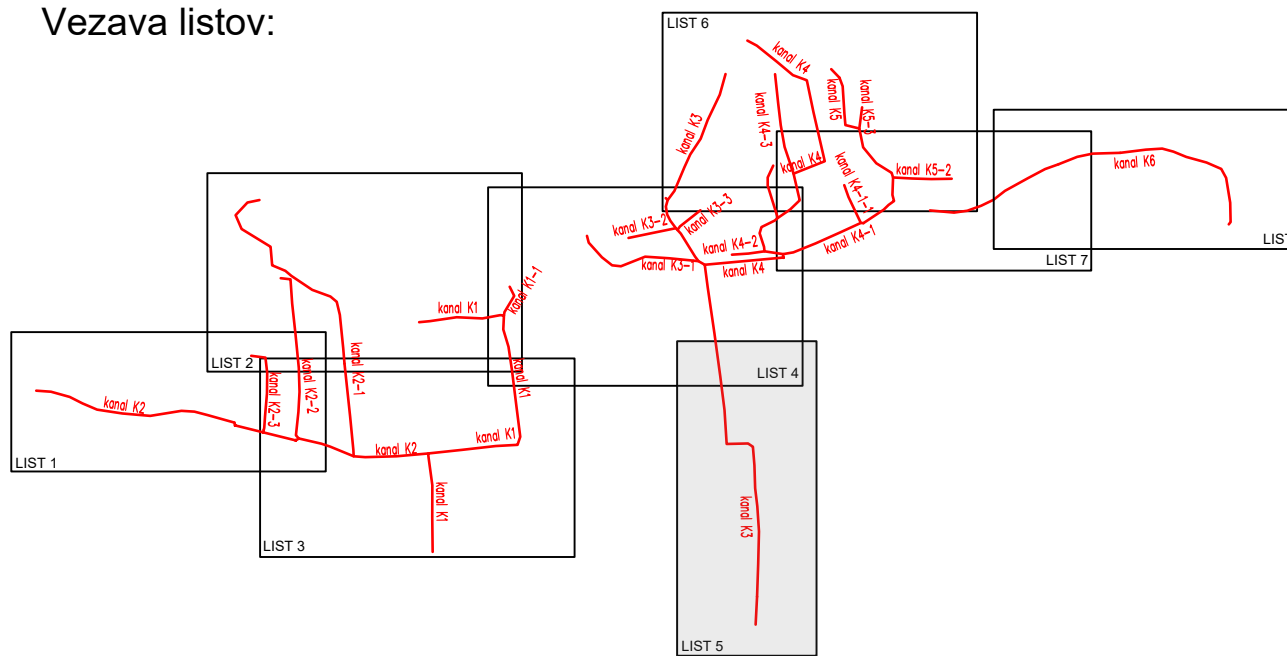 Vezava listov:
LIST 6
kanal K4
kanal K3
kanal K4-3
kanal K5
kanal K5-3
kanal K4
kanal K4-1-1
kanal K5-2
kanal K6
kanal K3-2
kanal K3-3
kanal K4-2
kanal K4-1
kanal K3-1
kanal K4
LIST 7
LIST
kanal K1
kanal K1-1
LIST 2
kanal K2-3
kanal K2-2
kanal K2-1
kanal K1
LIST 4
kanal K2
LIST 1
kanal K2
kanal K1
kanal K1
LIST 3
kanal K3
LIST 5